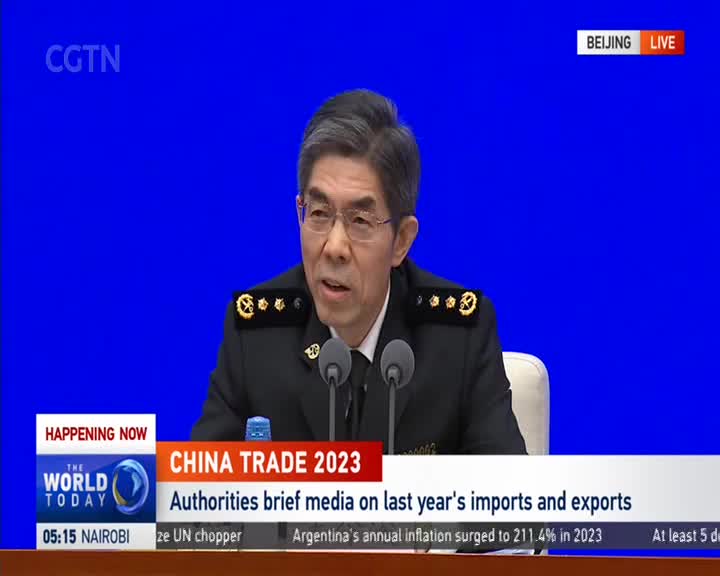 CGTN
BEIJING LIVE
HAPPENING NOW
CHINA TRADE 2023
THE
WORLD
TODAY
Authorities brief media on last year's imports and exports
05:15 NAIROBI
ze UN chopper Argentina's annual inflation surged to 211.4% in 2023 At least 5 de